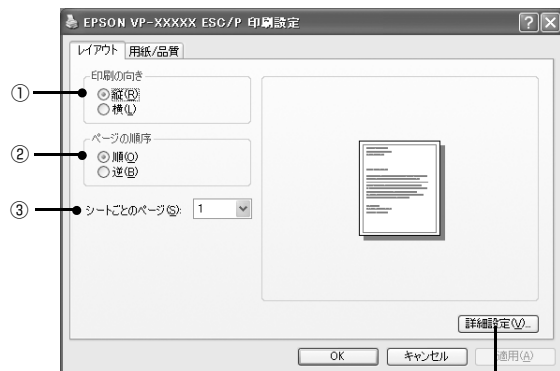 EPSON VP-XXXXX ESC/P 印刷設定
レイアウト 用紙/品質
印刷の向き
① 縦(R)
横(L)
ページの順序
② 順(O)
逆(B)
③ シートごとのページ(S): 1
詳細設定(V)...
OK キャンセル 適用(A)